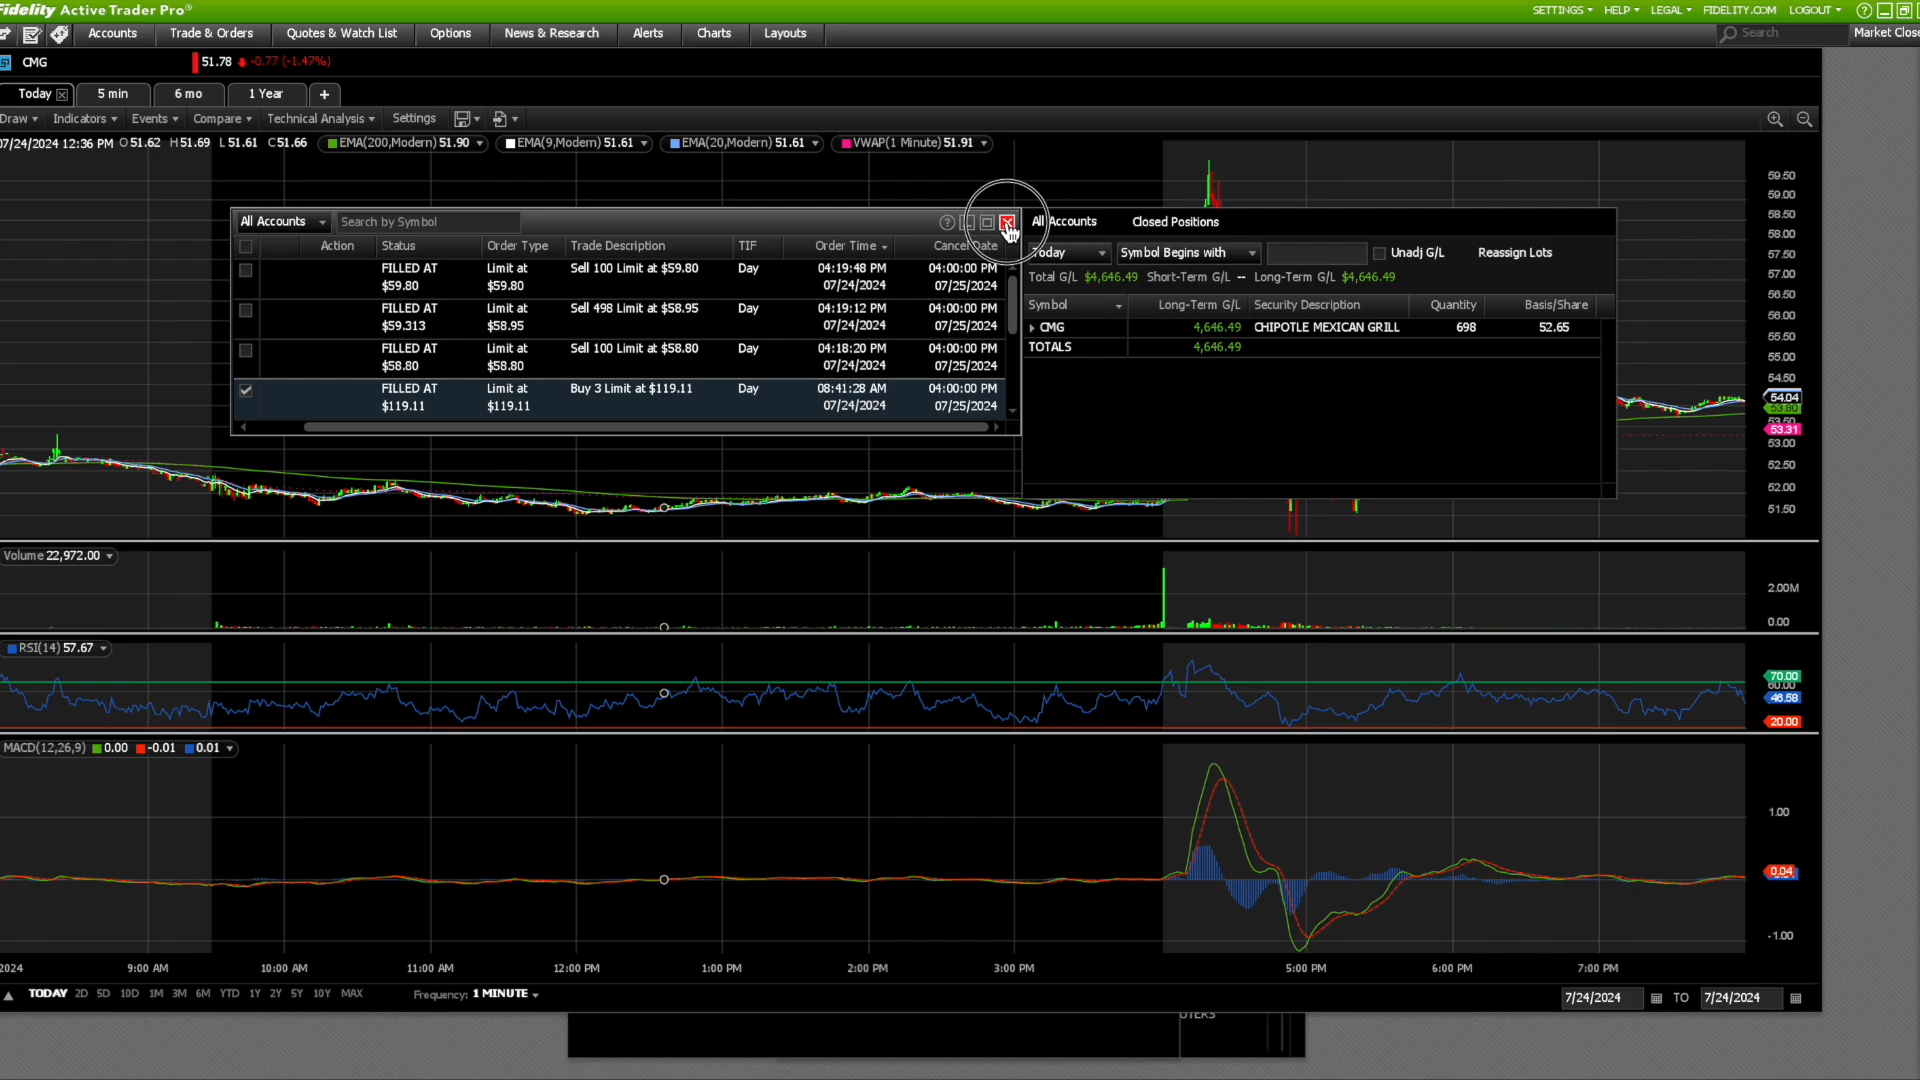 Fidelity Active Trader Pro®
SETTINGS HELP LEGAL FIDELITY.COM LOGOUT ?
Accounts Trade & Orders Quotes & Watch List Options News & Research Alerts Charts Layouts Search Market Close
CMG 51.78 -0.77 (-1.47%)
Today 5 min 6 mo 1 Year +
Draw Indicators Events Compare Technical Analysis Settings
07/24/2024 12:36 PM O 51.62 H 51.69 L 51.61 C 51.66 EMA(200,Modern) 51.90 EMA(9,Modern) 51.61 EMA(20,Modern) 51.61 VWAP(1 Minute) 51.91
All Accounts Search by Symbol ?
Action Status Order Type Trade Description TIF Order Time Cancel Date
FILLED AT Limit at Sell 100 Limit at $59.80 Day 04:19:48 PM 04:00:00 PM
$59.80 $59.80 07/24/2024 07/25/2024
FILLED AT Limit at Sell 498 Limit at $58.95 Day 04:19:12 PM 04:00:00 PM
$59.313 $58.95 07/24/2024 07/25/2024
FILLED AT Limit at Sell 100 Limit at $58.80 Day 04:18:20 PM 04:00:00 PM
$58.80 $58.80 07/24/2024 07/25/2024
FILLED AT Limit at Buy 3 Limit at $119.11 Day 08:41:28 AM 04:00:00 PM
$119.11 $119.11 07/24/2024 07/25/2024
All Accounts Closed Positions
Today Symbol Begins with Unadj G/L Reassign Lots
Total G/L $4,646.49 Short-Term G/L -- Long-Term G/L $4,646.49
Symbol Long-Term G/L Security Description Quantity Basis/Share
CMG 4,646.49 CHIPOTLE MEXICAN GRILL 698 52.65
TOTALS 4,646.49
59.50
59.00
58.50
58.00
57.50
57.00
56.50
56.00
55.50
55.00
54.50
54.04
53.80
53.50
53.31
53.00
52.50
52.00
51.50
Volume 22,972.00
2.00M
0.00
RSI(14) 57.67
70.00
60.00
46.58
20.00
MACD(12,26,9) 0.00 -0.01 0.01
1.00
0.04
-1.00
2024 9:00 AM 10:00 AM 11:00 AM 12:00 PM 1:00 PM 2:00 PM 3:00 PM 5:00 PM 6:00 PM 7:00 PM
TODAY 2D 5D 10D 1M 3M 6M YTD 1Y 2Y 5Y 10Y MAX Frequency: 1 MINUTE 7/24/2024 TO 7/24/2024